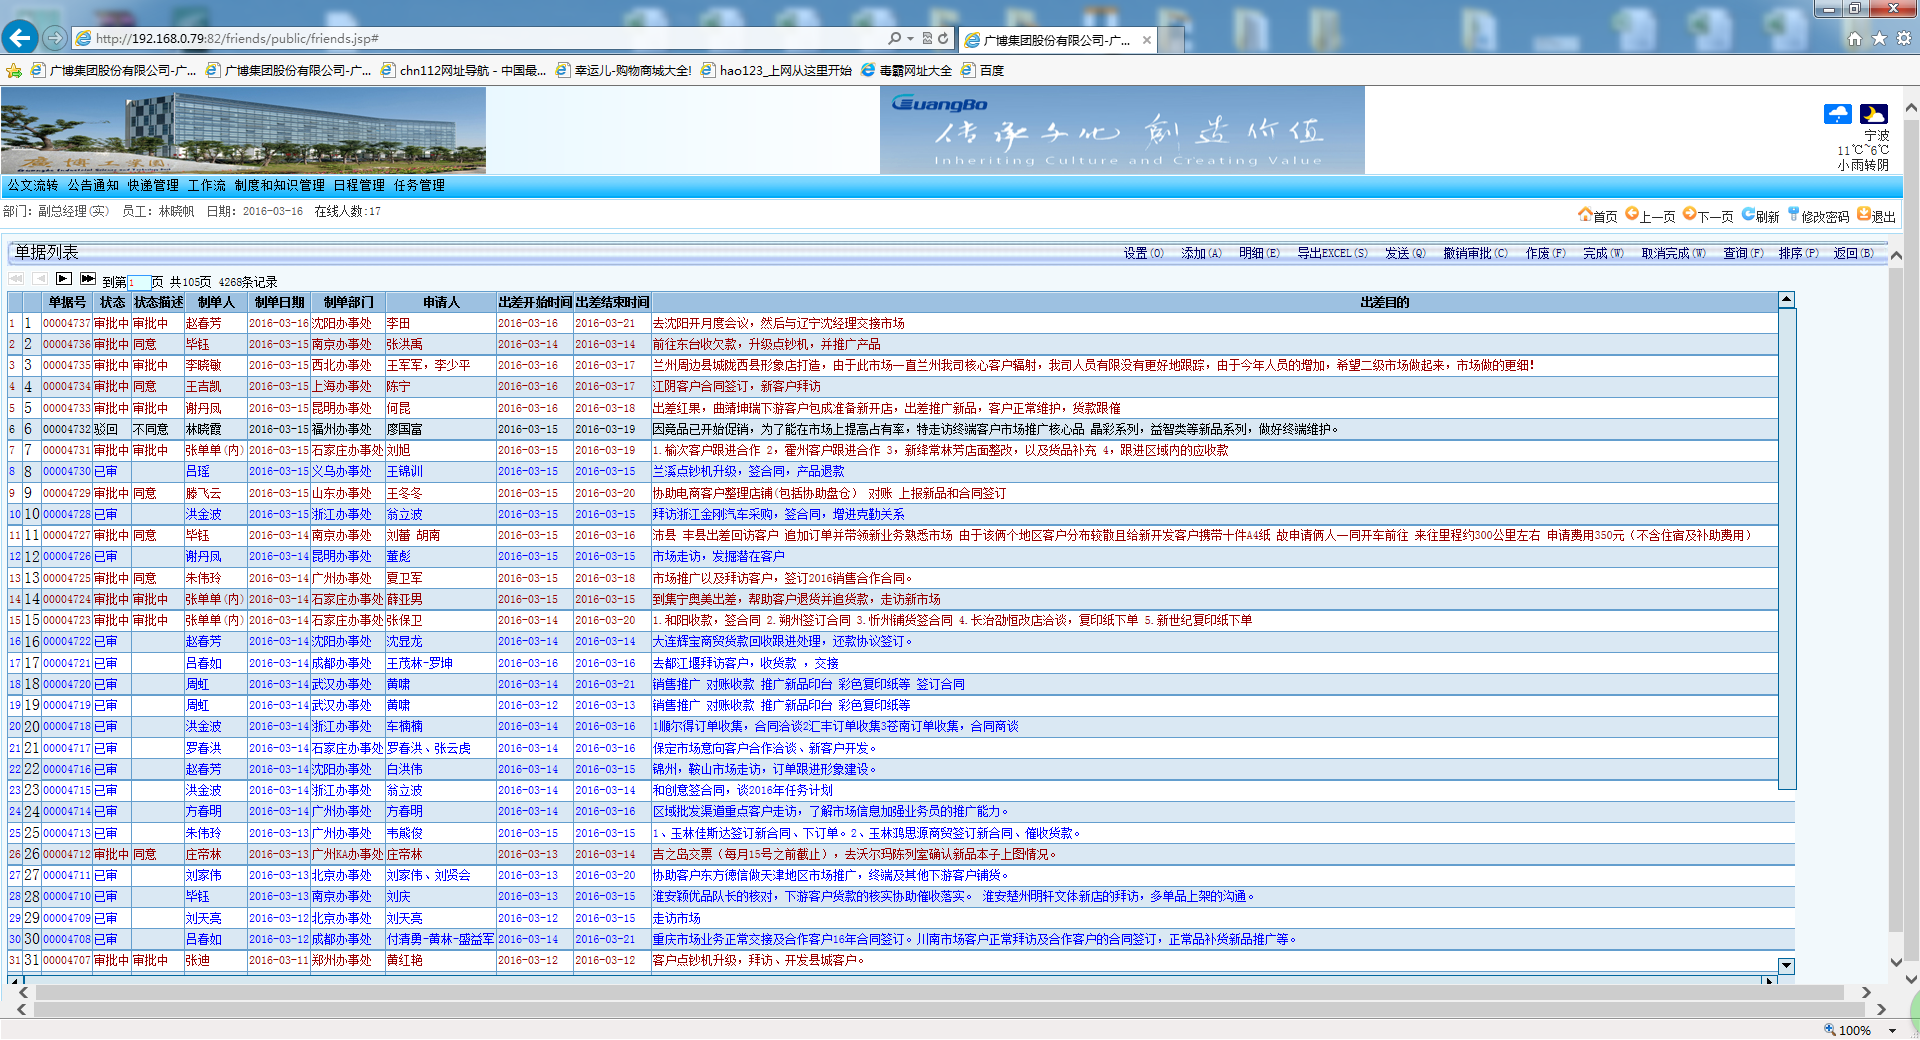 http://192.168.0.79:82/friends/public/friends.jsp#
广博集团股份有限公司-广...
广博集团股份有限公司-广... 广博集团股份有限公司-广... chn112网址导航 - 中国最... 幸运儿-购物商城大全! hao123_上网从这里开始 毒霸网址大全 百度
GuangBo
传承文化 創造价值
Inheriting Culture and Creating Value
广博工业园
宁波
11℃~6℃
小雨转阴
公文流转 公告通知 快递管理 工作流 制度和知识管理 日程管理 任务管理
部门: 副总经理(实) 员工: 林晓帆 日期: 2016-03-16 在线人数:17
首页 上一页 下一页 刷新 修改密码 退出
单据列表 设置(O) 添加(A) 明细(E) 导出EXCEL(S) 发送(Q) 撤销审批(C) 作废(F) 完成(W) 取消完成(W) 查询(F) 排序(P) 返回(B)
到第1页 共105页 4268条记录
单据号 状态 状态描述 制单人 制单日期 制单部门 申请人 出差开始时间 出差结束时间 出差目的
1 1 00004737 审批中 审批中 赵春芳 2016-03-16 沈阳办事处 李田 2016-03-16 2016-03-21 去沈阳开月度会议，然后与辽宁沈经理交接市场
2 2 00004736 审批中 同意 毕钰 2016-03-15 南京办事处 张洪禹 2016-03-14 2016-03-14 前往东台收欠款，升级点钞机，并推广产品
3 3 00004735 审批中 审批中 李晓敏 2016-03-15 西北办事处 王军军，李少平 2016-03-16 2016-03-17 兰州周边县城陇西县形象店打造，由于此市场一直兰州我司核心客户辐射，我司人员有限没有更好地跟踪，由于今年人员的增加，希望二级市场做起来，市场做的更细！
4 4 00004734 审批中 同意 王吉凯 2016-03-15 上海办事处 陈宁 2016-03-16 2016-03-17 江阴客户合同签订，新客户拜访
5 5 00004733 审批中 审批中 谢丹凤 2016-03-15 昆明办事处 何昆 2016-03-16 2016-03-18 出差红果，曲靖坤瑞下游客户包成准备新开店，出差推广新品，客户正常维护，货款跟催
6 6 00004732 驳回 不同意 林晓霞 2016-03-15 福州办事处 廖国富 2016-03-15 2016-03-19 因竞品已开始促销，为了能在市场上提高占有率，特走访终端客户市场推广核心品 晶彩系列，益智类等新品系列，做好终端维护。
7 7 00004731 审批中 审批中 张单单(内) 2016-03-15 石家庄办事处 刘旭 2016-03-15 2016-03-19 1.榆次客户跟进合作 2，霍州客户跟进合作 3，新绛常林芳店面整改，以及货品补充 4，跟进区域内的应收款
8 8 00004730 已审 吕瑶 2016-03-15 义乌办事处 王锦训 2016-03-15 2016-03-15 兰溪点钞机升级，签合同，产品退款
9 9 00004729 审批中 同意 滕飞云 2016-03-15 山东办事处 王冬冬 2016-03-15 2016-03-20 协助电商客户整理店铺(包括协助盘仓） 对账 上报新品和合同签订
10 10 00004728 已审 洪金波 2016-03-15 浙江办事处 翁立波 2016-03-15 2016-03-15 拜访浙江金刚汽车采购，签合同，增进克勤关系
11 11 00004727 审批中 同意 毕钰 2016-03-14 南京办事处 刘蕾 胡南 2016-03-15 2016-03-16 沛县 丰县出差回访客户 追加订单并带领新业务熟悉市场 由于该俩个地区客户分布较散且给新开发客户携带十件A4纸 故申请俩人一同开车前往 来往里程约300公里左右 申请费用350元（不含住宿及补助费用）
12 12 00004726 已审 谢丹凤 2016-03-14 昆明办事处 董彪 2016-03-15 2016-03-15 市场走访，发掘潜在客户
13 13 00004725 审批中 同意 朱伟玲 2016-03-14 广州办事处 夏卫军 2016-03-15 2016-03-18 市场推广以及拜访客户，签订2016销售合作合同。
14 14 00004724 审批中 审批中 张单单(内) 2016-03-14 石家庄办事处 薛亚男 2016-03-15 2016-03-15 到集宁奥美出差，帮助客户退货并追货款，走访新市场
15 15 00004723 审批中 审批中 张单单(内) 2016-03-14 石家庄办事处 张保卫 2016-03-14 2016-03-20 1.和阳收款，签合同 2.朔州签订合同 3.忻州铺货签合同 4.长治劭恒改店洽谈，复印纸下单 5.新世纪复印纸下单
16 16 00004722 已审 赵春芳 2016-03-14 沈阳办事处 沈显龙 2016-03-14 2016-03-14 大连辉宝商贸货款回收跟进处理，还款协议签订。
17 17 00004721 已审 吕春如 2016-03-14 成都办事处 王茂林-罗坤 2016-03-16 2016-03-16 去都江堰拜访客户，收货款 ，交接
18 18 00004720 已审 周虹 2016-03-14 武汉办事处 黄啸 2016-03-14 2016-03-21 销售推广 对账收款 推广新品印台 彩色复印纸等 签订合同
19 19 00004719 已审 周虹 2016-03-14 武汉办事处 黄啸 2016-03-12 2016-03-13 销售推广 对账收款 推广新品印台 彩色复印纸等
20 20 00004718 已审 洪金波 2016-03-14 浙江办事处 车楠楠 2016-03-14 2016-03-16 1顺尔得订单收集，合同洽谈2汇丰订单收集3苍南订单收集，合同商谈
21 21 00004717 已审 罗春洪 2016-03-14 石家庄办事处 罗春洪、张云虎 2016-03-14 2016-03-16 保定市场意向客户合作洽谈、新客户开发。
22 22 00004716 已审 赵春芳 2016-03-14 沈阳办事处 白洪伟 2016-03-14 2016-03-15 锦州，鞍山市场走访，订单跟进形象建设。
23 23 00004715 已审 洪金波 2016-03-14 浙江办事处 翁立波 2016-03-14 2016-03-14 和创意签合同，谈2016年任务计划
24 24 00004714 已审 方春明 2016-03-14 广州办事处 方春明 2016-03-14 2016-03-16 区域批发渠道重点客户走访，了解市场信息加强业务员的推广能力。
25 25 00004713 已审 朱伟玲 2016-03-13 广州办事处 韦熊俊 2016-03-15 2016-03-15 1、玉林佳斯达签订新合同、下订单。2、玉林鸿思源商贸签订新合同、催收货款。
26 26 00004712 审批中 同意 庄帝林 2016-03-13 广州KA办事处 庄帝林 2016-03-13 2016-03-14 吉之岛交票（每月15号之前截止），去沃尔玛陈列室确认新品本子上图情况。
27 27 00004711 已审 刘家伟 2016-03-13 北京办事处 刘家伟、刘贤会 2016-03-13 2016-03-20 协助客户东方德信做天津地区市场推广，终端及其他下游客户铺货。
28 28 00004710 已审 毕钰 2016-03-13 南京办事处 刘庆 2016-03-13 2016-03-15 淮安颖优品队长的核对，下游客户货款的核实协助催收落实。 淮安楚州明轩文体新店的拜访，多单品上架的沟通。
29 29 00004709 已审 刘天亮 2016-03-12 北京办事处 刘天亮 2016-03-12 2016-03-15 走访市场
30 30 00004708 已审 吕春如 2016-03-12 成都办事处 付清勇-黄林-盛益军 2016-03-14 2016-03-21 重庆市场业务正常交接及合作客户16年合同签订。川南市场客户正常拜访及合作客户的合同签订，正常品补货新品推广等。
31 31 00004707 审批中 审批中 张迪 2016-03-11 郑州办事处 黄红艳 2016-03-12 2016-03-12 客户点钞机升级，拜访、开发县城客户。
100%